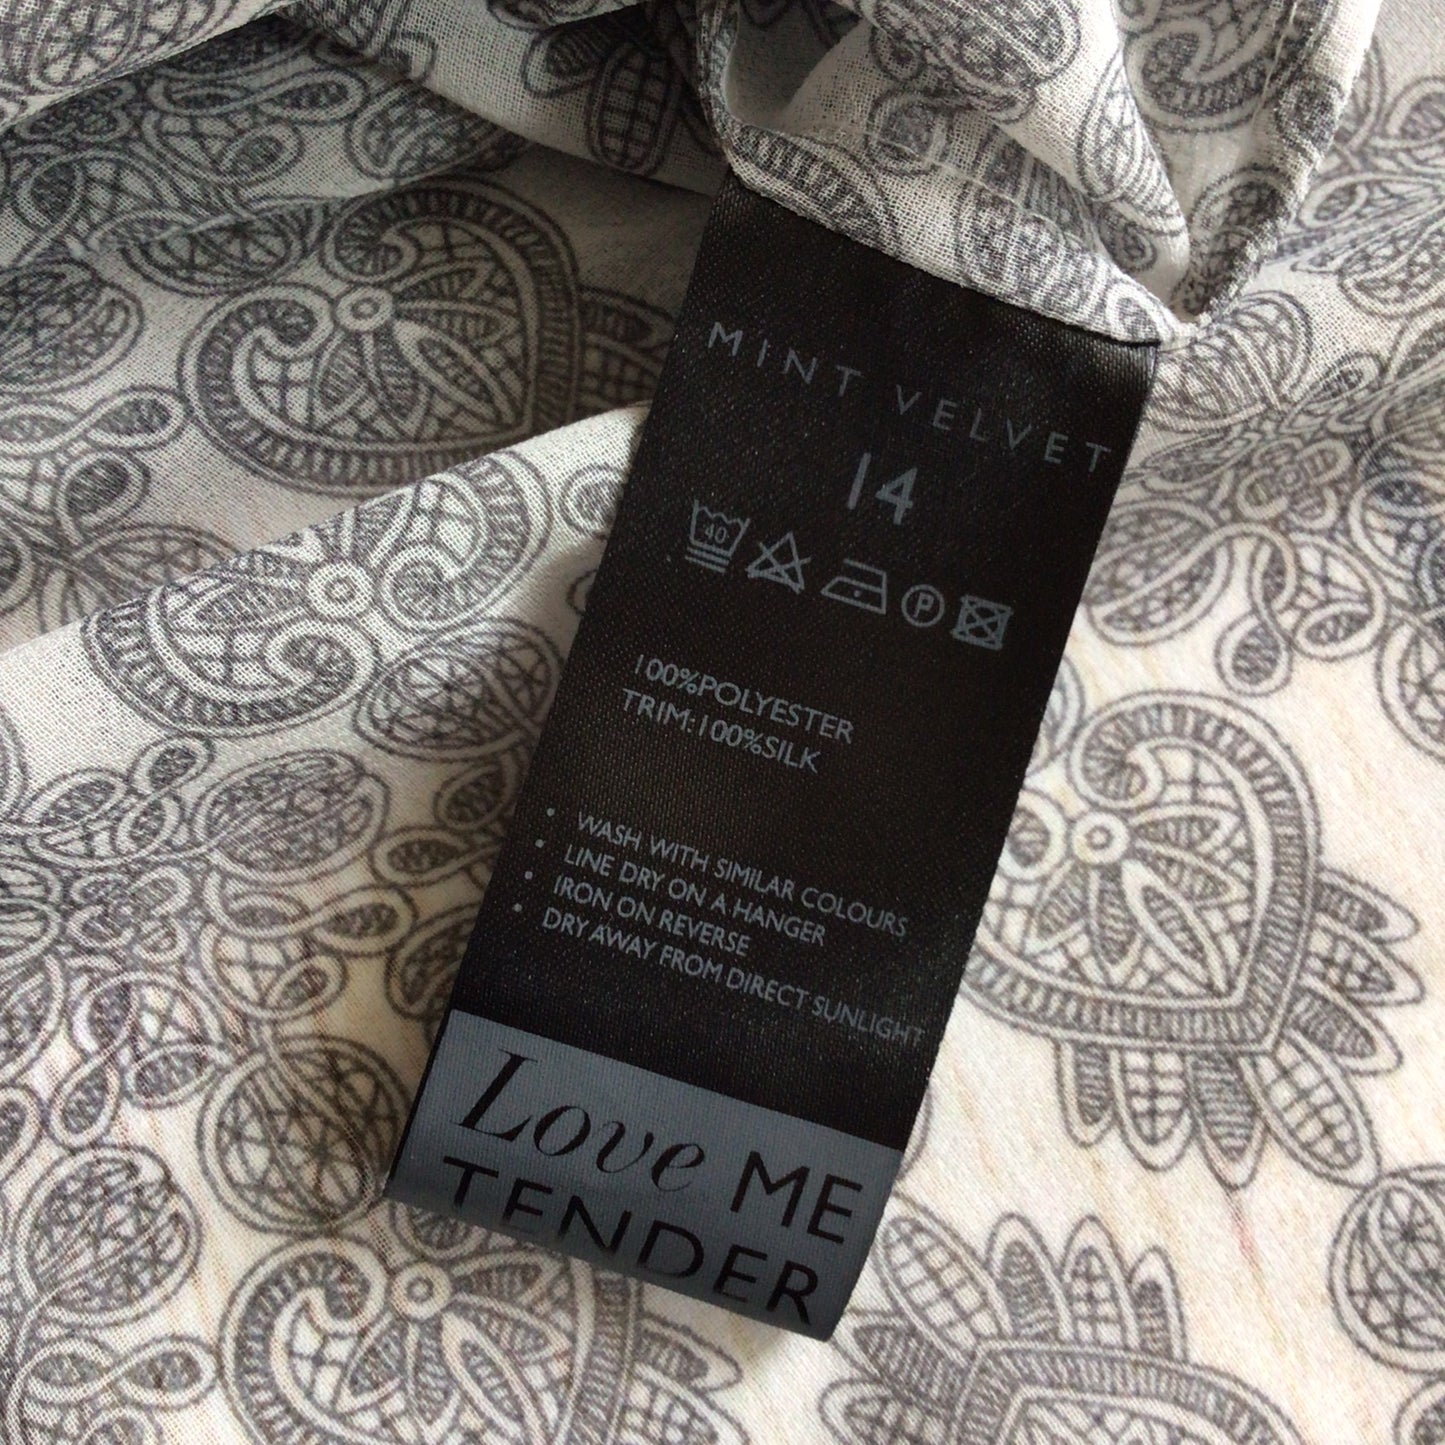 MINT VELVET
14
40
P
100%POLYESTER
TRIM:100%SILK
• WASH WITH SIMILAR COLOURS
• LINE DRY ON A HANGER
• IRON ON REVERSE
• DRY AWAY FROM DIRECT SUNLIGHT
Love ME
TENDER